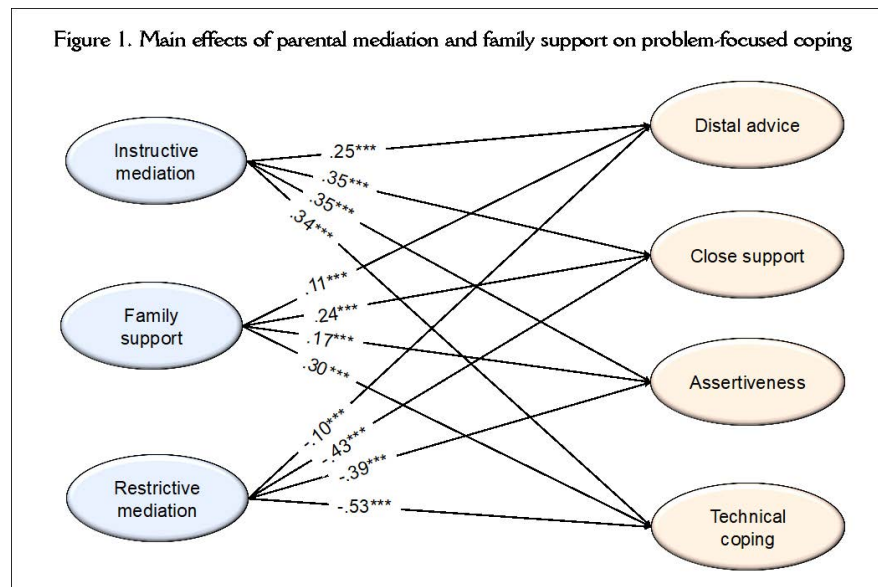 Figure 1. Main effects of parental mediation and family support on problem-focused coping
Instructive
mediation
Family
support
Restrictive
mediation
.25***
.35***
.35***
.34***
.11***
.24***
.17***
.30***
-.10***
-.43***
-.39***
-.53***
Distal advice
Close support
Assertiveness
Technical
coping